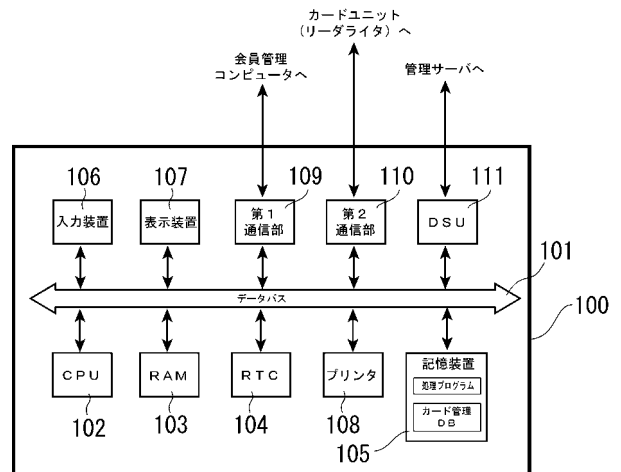 カードユニット
(リーダライタ)へ
会員管理
コンピュータへ
管理サーバへ
106
107
109
110
111
入力装置
表示装置
第1
通信部
第2
通信部
DSU
101
データバス
100
CPU
RAM
RTC
プリンタ
記憶装置
処理プログラム
カード管理
DB
102
103
104
108
105